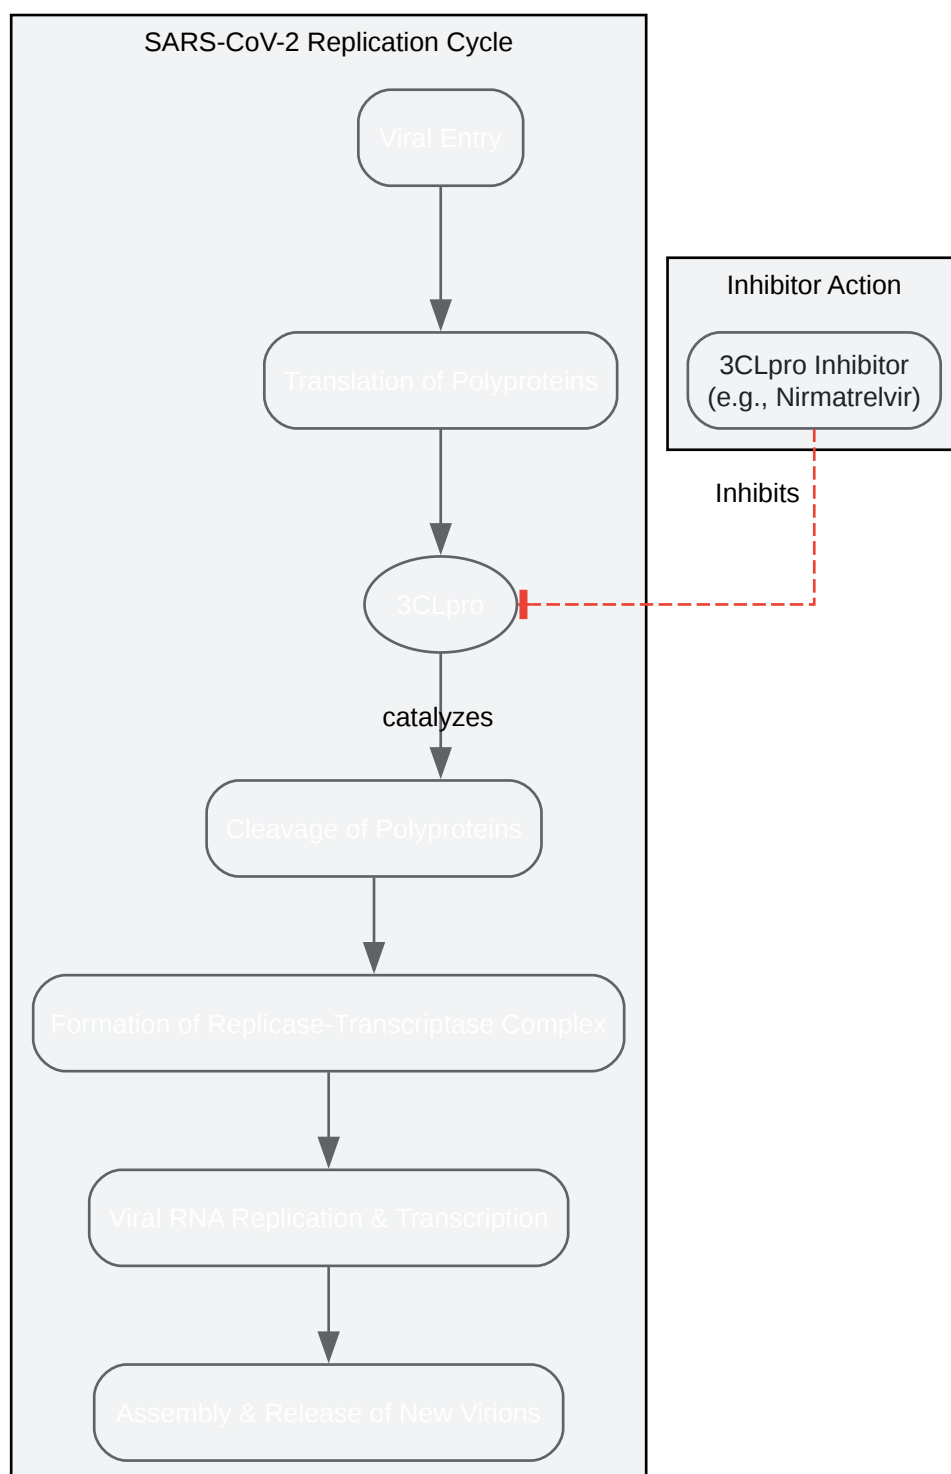 SARS-CoV-2 Replication Cycle
Viral Entry
Translation of Polyproteins
Inhibitor Action
3CLpro Inhibitor
(e.g., Nirmatrelvir)
Inhibits
3CLpro
catalyzes
Cleavage of Polyproteins
Formation of Replicase-Transcriptase Complex
Viral RNA Replication & Transcription
Assembly & Release of New Virions